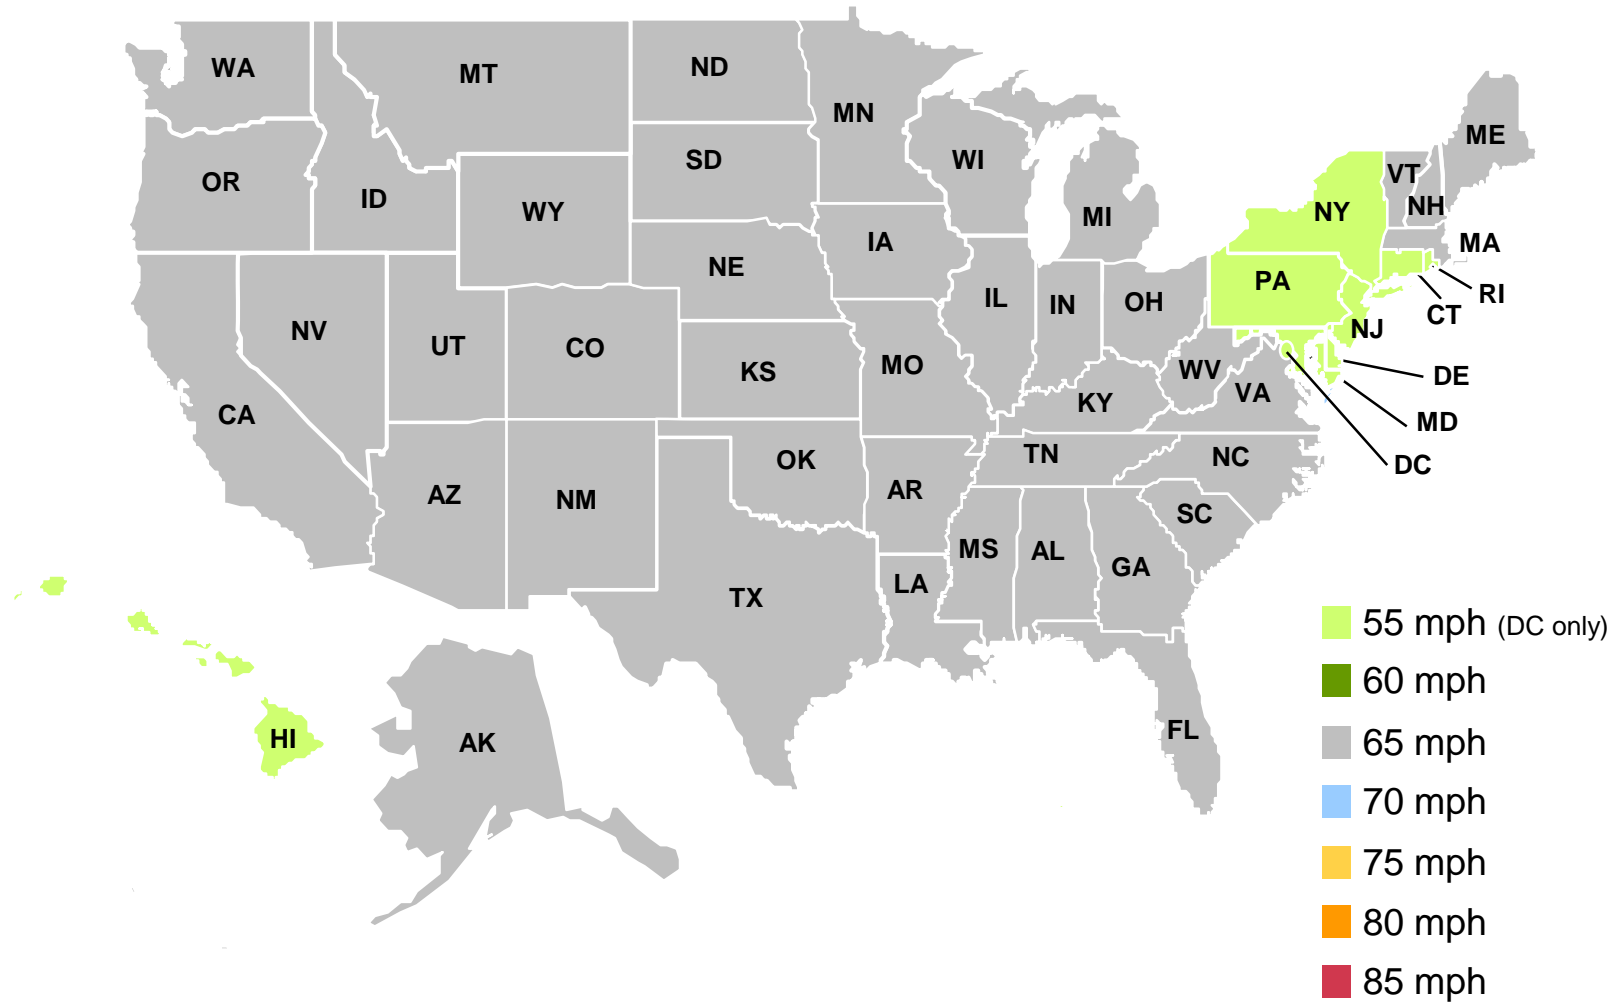 WA
MT
ND
MN
ME
OR
ID
SD
WI
VT
WY
NH
NY
MI
IA
MA
NE
PA
RI
IL
IN
OH
CT
NV
NJ
UT
CO
MO
KS
WV
DE
VA
KY
CA
MD
TN
NC
DC
OK
AZ
AR
NM
SC
MS
AL
GA
LA
TX
FL
HI
AK
55 mph (DC only)
60 mph
65 mph
70 mph
75 mph
80 mph
85 mph